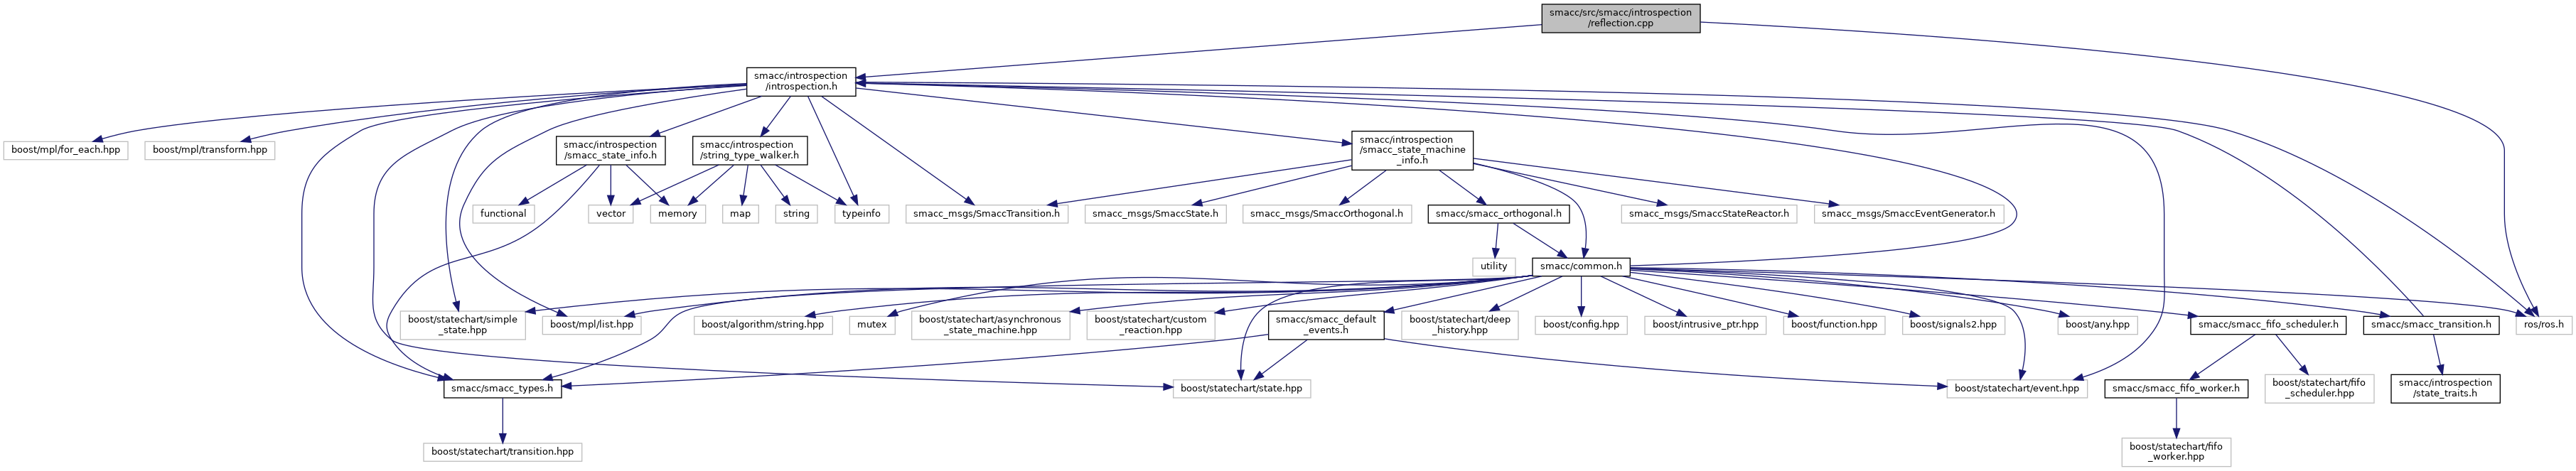 smacc/src/smacc/introspection
/reflection.cpp
smacc/introspection
/introspection.h
boost/mpl/for_each.hpp
boost/mpl/transform.hpp
smacc/introspection
/smacc_state_info.h
smacc/introspection
/string_type_walker.h
smacc/introspection
/smacc_state_machine
_info.h
functional
vector
memory
map
string
typeinfo
smacc_msgs/SmaccTransition.h
smacc_msgs/SmaccState.h
smacc_msgs/SmaccOrthogonal.h
smacc/smacc_orthogonal.h
smacc_msgs/SmaccStateReactor.h
smacc_msgs/SmaccEventGenerator.h
utility
smacc/common.h
boost/statechart/simple
_state.hpp
boost/mpl/list.hpp
boost/algorithm/string.hpp
mutex
boost/statechart/asynchronous
_state_machine.hpp
boost/statechart/custom
_reaction.hpp
smacc/smacc_default
_events.h
boost/statechart/deep
_history.hpp
boost/config.hpp
boost/intrusive_ptr.hpp
boost/function.hpp
boost/signals2.hpp
boost/any.hpp
smacc/smacc_fifo_scheduler.h
smacc/smacc_transition.h
ros/ros.h
smacc/smacc_types.h
boost/statechart/state.hpp
boost/statechart/event.hpp
smacc/smacc_fifo_worker.h
boost/statechart/fifo
_scheduler.hpp
smacc/introspection
/state_traits.h
boost/statechart/transition.hpp
boost/statechart/fifo
_worker.hpp